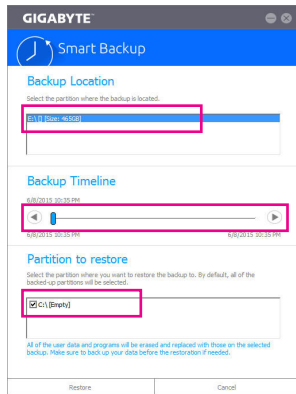 GIGABYTE™
Smart Backup
Backup Location
Select the partition where the backup is located.
E:\ [] [Size: 465GB]
Backup Timeline
6/8/2015 10:35 PM
6/8/2015 10:35 PM 6/8/2015 10:35 PM
Partition to restore
Select the partition where you want to restore the backup to. By default, all of the
backed-up partitions will be selected.
C:\ [Empty]
All of the user data and programs will be erased and replaced with those on the selected
backup. Make sure to back up your data before the restoration if needed.
Restore Cancel